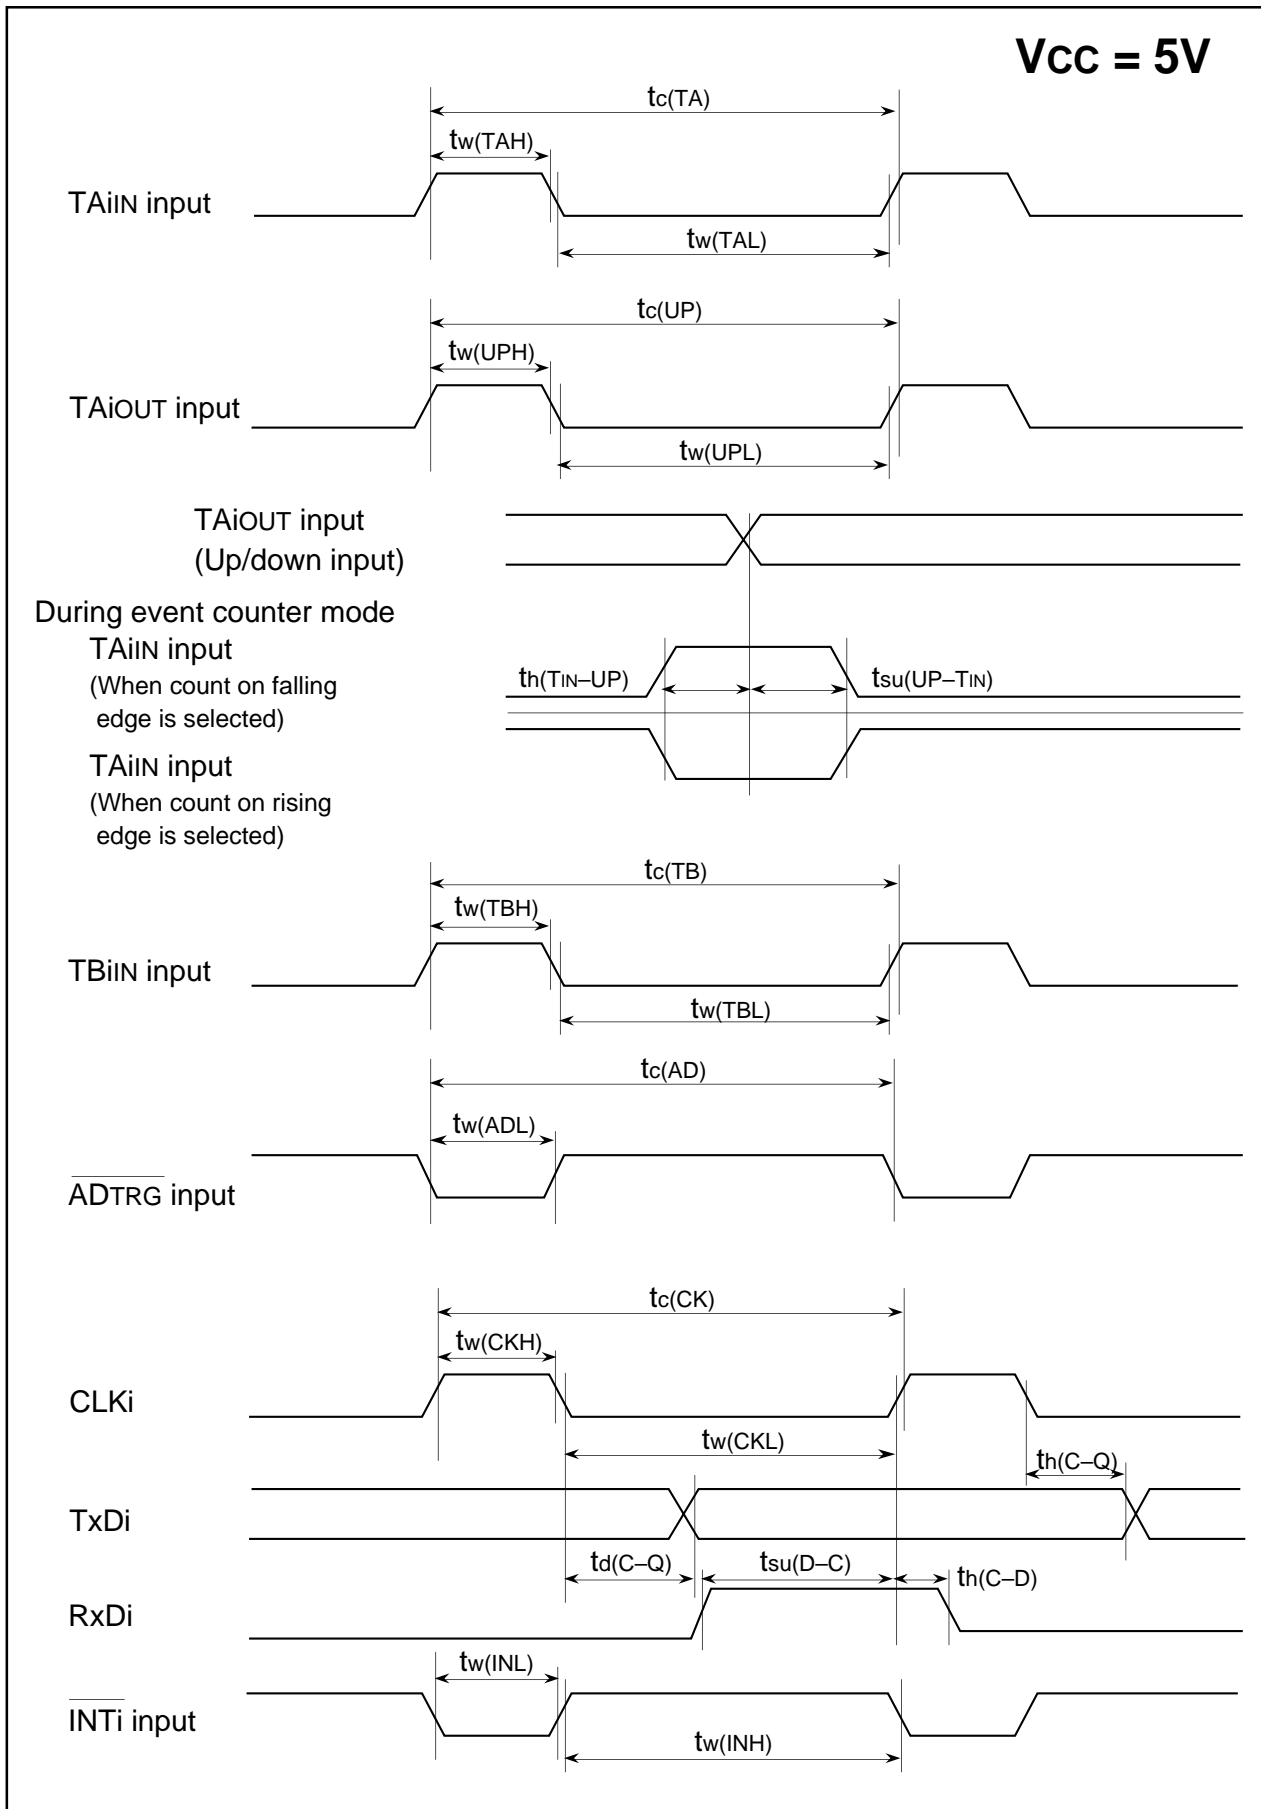 VCC = 5V
tc(TA)
tw(TAH)
TAiIN input
tw(TAL)
tc(UP)
tw(UPH)
TAiOUT input
tw(UPL)
TAiOUT input
(Up/down input)
During event counter mode
TAiIN input
(When count on falling
edge is selected)
th(TIN–UP)
tsu(UP–TIN)
TAiIN input
(When count on rising
edge is selected)
tc(TB)
tw(TBH)
TBiIN input
tw(TBL)
tc(AD)
tw(ADL)
ADTRG input
tc(CK)
tw(CKH)
CLKi
tw(CKL)
th(C–Q)
TxDi
td(C–Q)
tsu(D–C)
th(C–D)
RxDi
tw(INL)
INTi input
tw(INH)